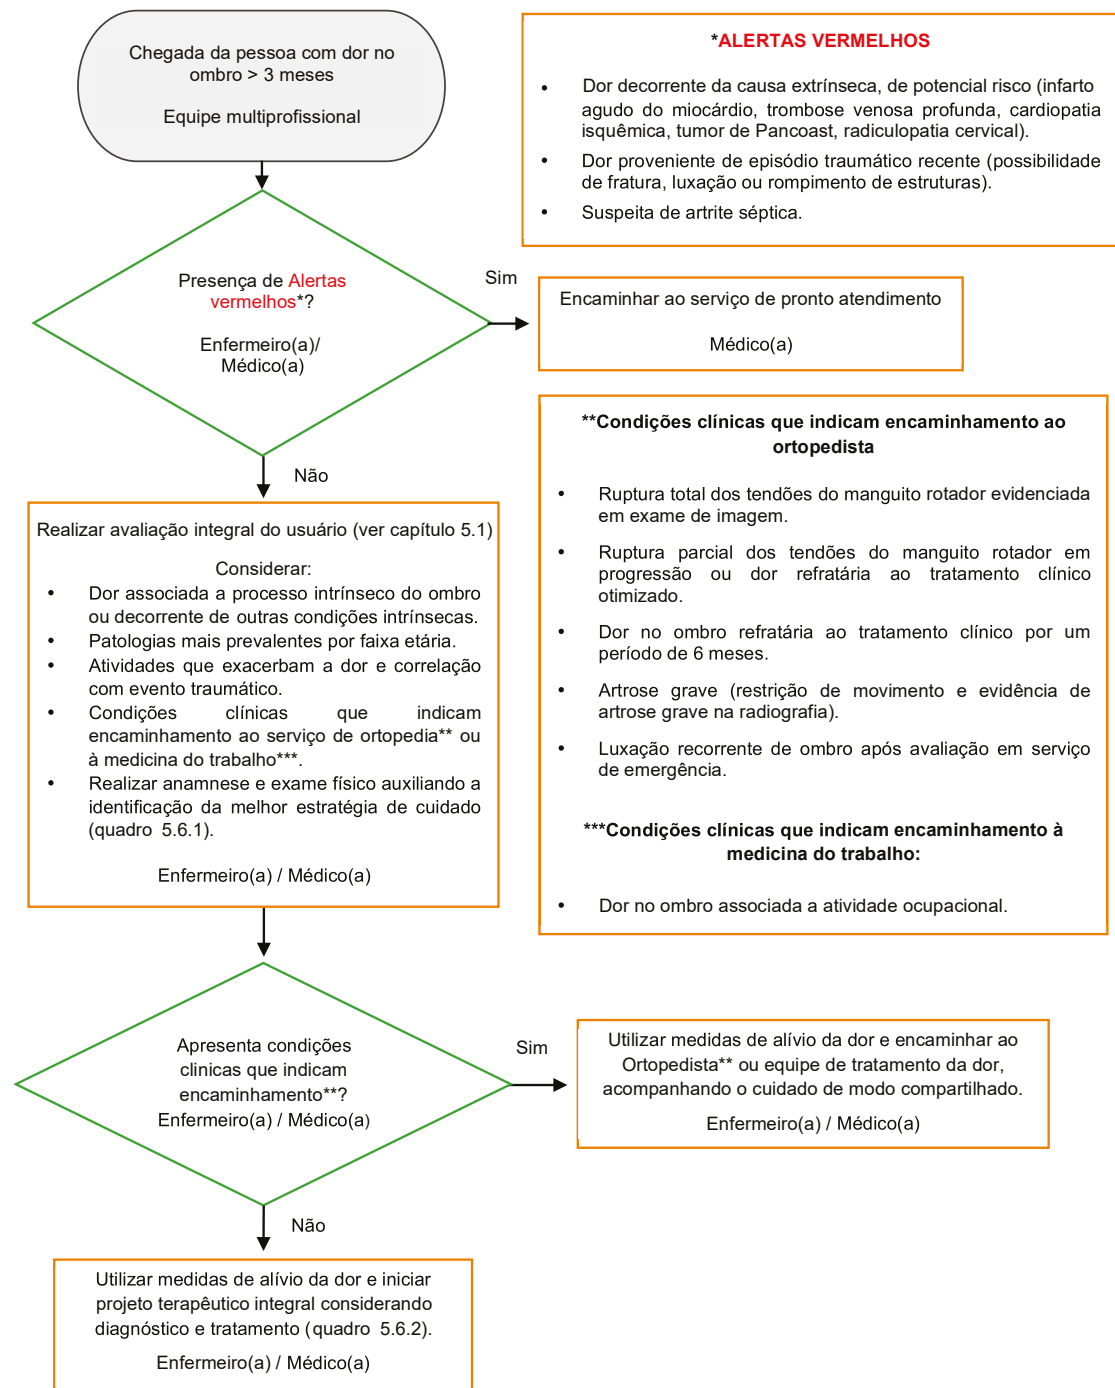 Chegada da pessoa com dor no
ombro > 3 meses
Equipe multiprofissional
*ALERTAS VERMELHOS
• Dor decorrente da causa extrínseca, de potencial risco (infarto
agudo do miocárdio, trombose venosa profunda, cardiopatia
isquêmica, tumor de Pancoast, radiculopatia cervical).
• Dor proveniente de episódio traumático recente (possibilidade
de fratura, luxação ou rompimento de estruturas).
• Suspeita de artrite séptica.
Presença de Alertas
vermelhos*?
Enfermeiro(a)/
Médico(a)
Sim
Encaminhar ao serviço de pronto atendimento
Médico(a)
Não
Realizar avaliação integral do usuário (ver capítulo 5.1)
Considerar:
• Dor associada a processo intrínseco do ombro
ou decorrente de outras condições intrínsecas.
• Patologias mais prevalentes por faixa etária.
• Atividades que exacerbam a dor e correlação
com evento traumático.
• Condições clínicas que indicam
encaminhamento ao serviço de ortopedia** ou
à medicina do trabalho***.
• Realizar anamnese e exame físico auxiliando a
identificação da melhor estratégia de cuidado
(quadro 5.6.1).
Enfermeiro(a) / Médico(a)
**Condições clínicas que indicam encaminhamento ao
ortopedista
• Ruptura total dos tendões do manguito rotador evidenciada
em exame de imagem.
• Ruptura parcial dos tendões do manguito rotador em
progressão ou dor refratária ao tratamento clínico
otimizado.
• Dor no ombro refratária ao tratamento clínico por um
período de 6 meses.
• Artrose grave (restrição de movimento e evidência de
artrose grave na radiografia).
• Luxação recorrente de ombro após avaliação em serviço
de emergência.
***Condições clínicas que indicam encaminhamento à
medicina do trabalho:
• Dor no ombro associada a atividade ocupacional.
Apresenta condições
clinicas que indicam
encaminhamento**?
Enfermeiro(a) / Médico(a)
Sim
Utilizar medidas de alívio da dor e encaminhar ao
Ortopedista** ou equipe de tratamento da dor,
acompanhando o cuidado de modo compartilhado.
Enfermeiro(a) / Médico(a)
Não
Utilizar medidas de alívio da dor e iniciar
projeto terapêutico integral considerando
diagnóstico e tratamento (quadro 5.6.2).
Enfermeiro(a) / Médico(a)